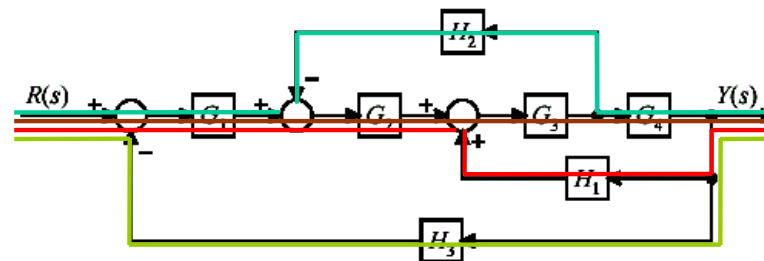 H₂
−
R(s) + G₁ + G₂ + G₃ G₄ Y(s)
− +
H₁
H₃